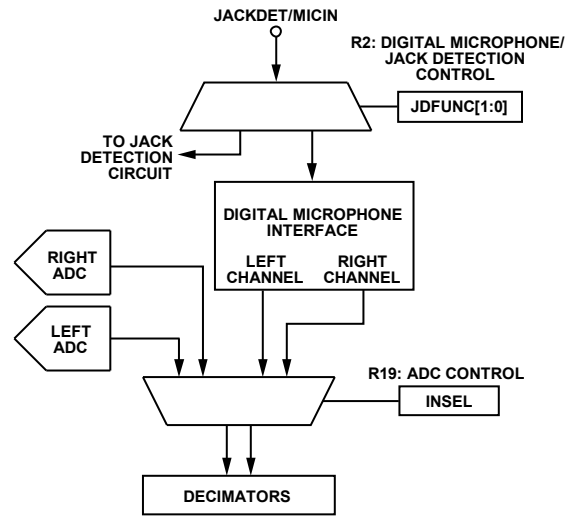 JACKDET/MICIN
R2: DIGITAL MICROPHONE/
JACK DETECTION
CONTROL
JDFUNC[1:0]
TO JACK
DETECTION
CIRCUIT
DIGITAL MICROPHONE
INTERFACE
LEFT
CHANNEL
RIGHT
CHANNEL
RIGHT
ADC
LEFT
ADC
R19: ADC CONTROL
INSEL
DECIMATORS